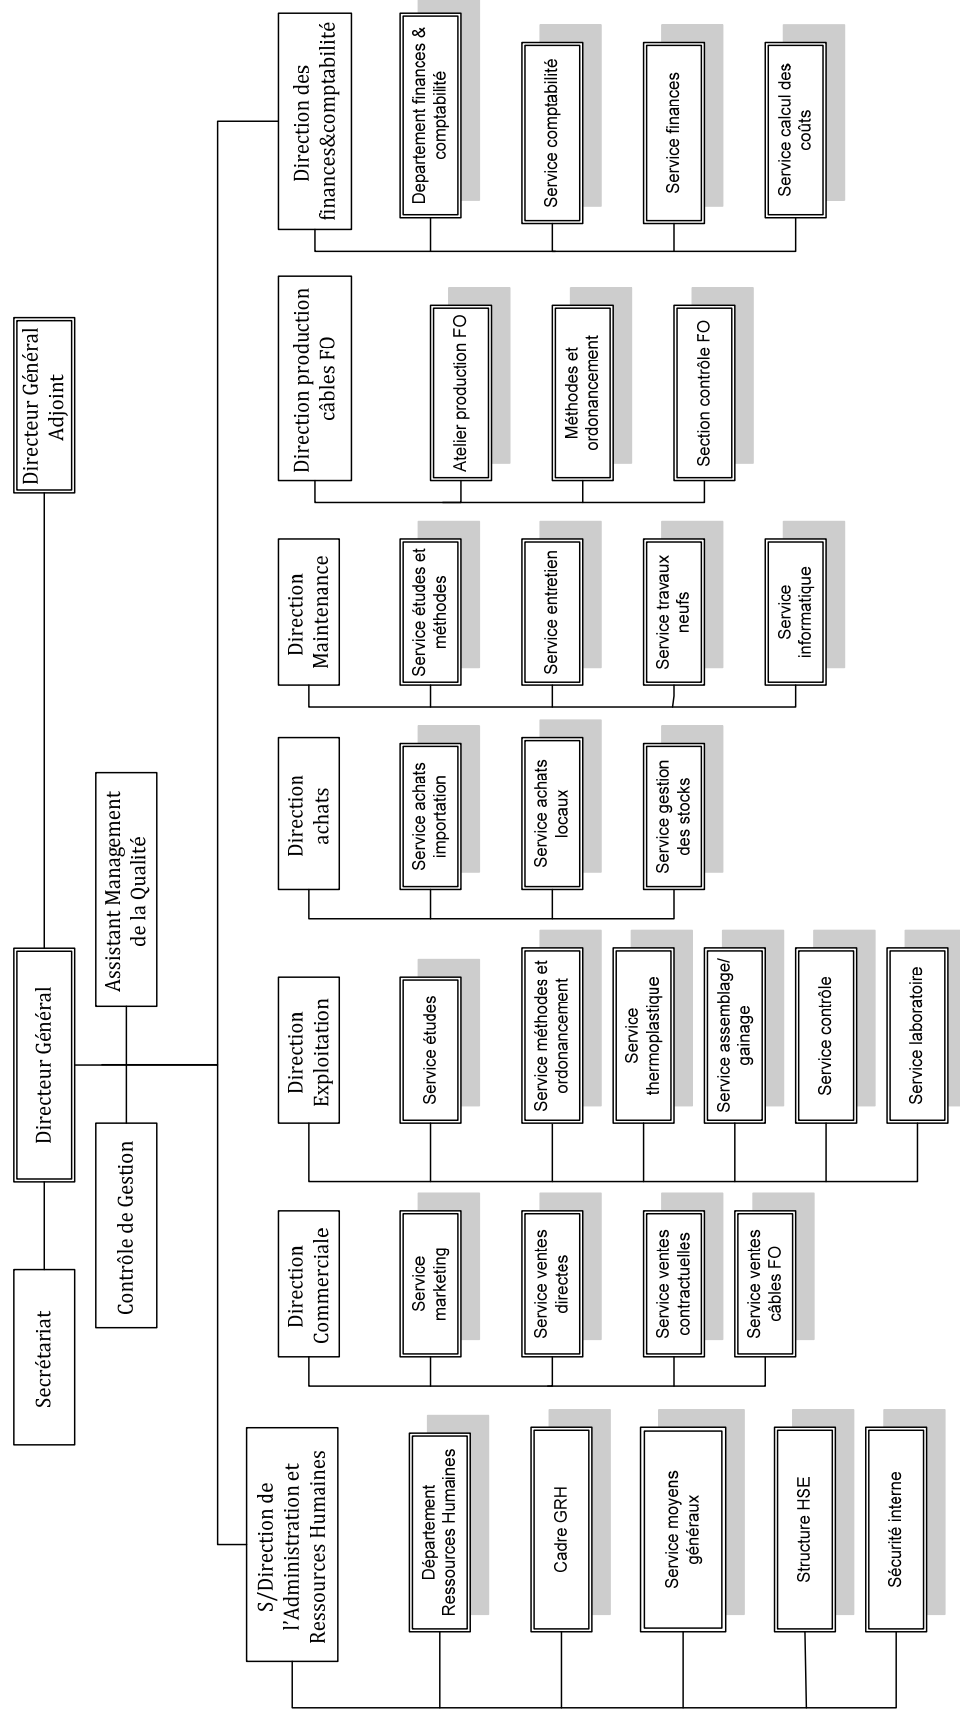 Secrétariat
Directeur Général
Directeur Général
Adjoint
Contrôle de Gestion
Assistant Management
de la Qualité
S/Direction de
l'Administration et
Ressources Humaines
Département
Ressources Humaines
Cadre GRH
Service moyens
généraux
Structure HSE
Sécurité interne
Direction
Commerciale
Service
marketing
Service ventes
directes
Service ventes
contractuelles
Service ventes
câbles FO
Direction
Exploitation
Service études
Service méthodes et
ordonancement
Service
thermoplastique
Service assemblage/
gainage
Service contrôle
Service laboratoire
Direction
achats
Service achats
importation
Service achats
locaux
Service gestion
des stocks
Direction
Maintenance
Service études et
méthodes
Service entretien
Service travaux
neufs
Service
informatique
Direction production
câbles FO
Atelier production FO
Méthodes et
ordonancement
Section contrôle FO
Direction des
finances&comptabilité
Departement finances &
comptabilité
Service comptabilité
Service finances
Service calcul des
coûts